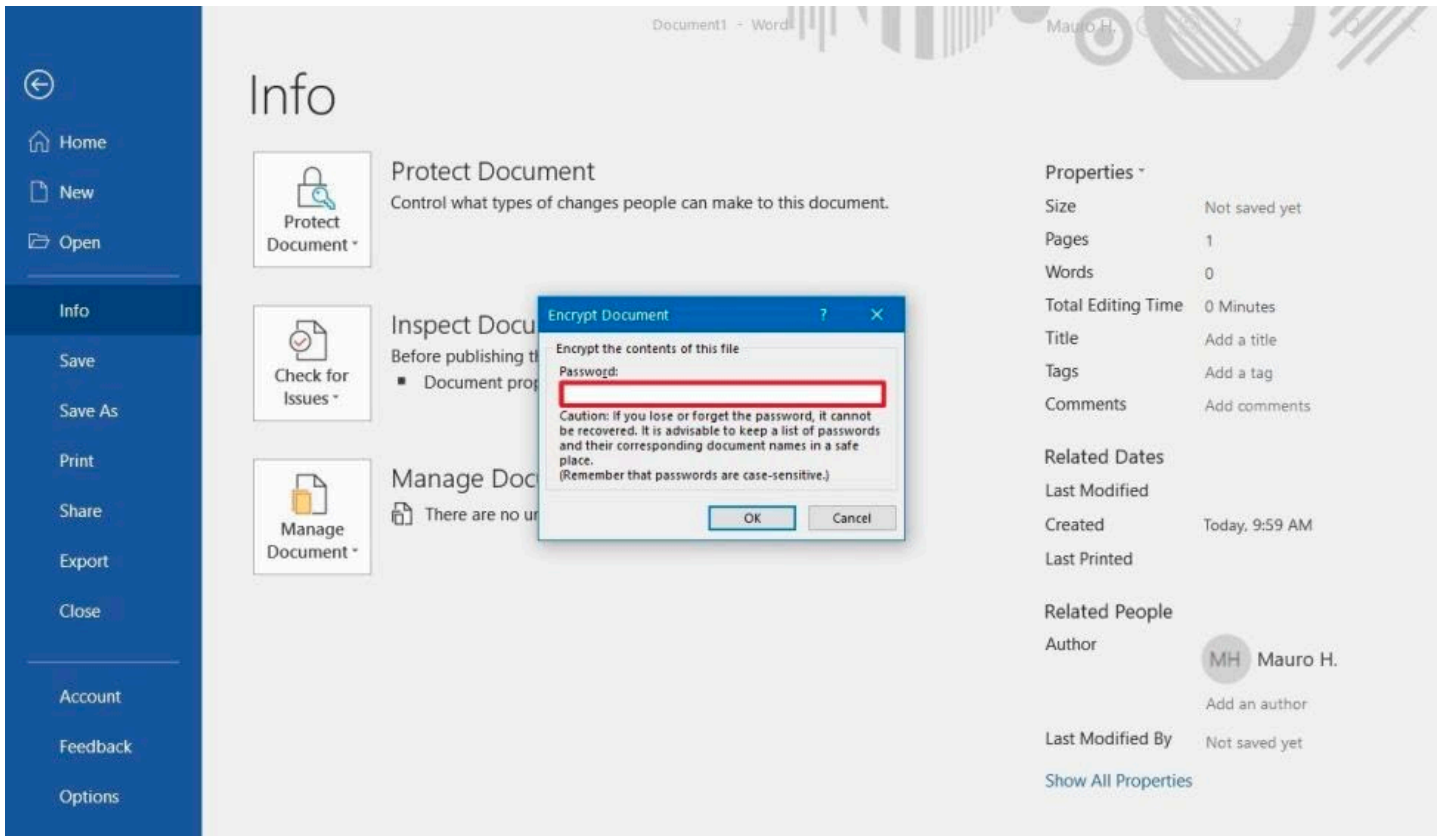 Document1 - Word
Mauro H.
?
Info
Home
New
Open
Info
Save
Save As
Print
Share
Export
Close
Account
Feedback
Options
Protect
Document
Protect Document
Control what types of changes people can make to this document.
Check for
Issues
Inspect Docu
Before publishing th
Document prop
Manage
Document
Manage Doc
There are no un
Encrypt Document
?
Encrypt the contents of this file
Password:
Caution: If you lose or forget the password, it cannot
be recovered. It is advisable to keep a list of passwords
and their corresponding document names in a safe
place.
(Remember that passwords are case-sensitive.)
OK Cancel
Properties
Size Not saved yet
Pages 1
Words 0
Total Editing Time 0 Minutes
Title Add a title
Tags Add a tag
Comments Add comments
Related Dates
Last Modified
Created Today, 9:59 AM
Last Printed
Related People
Author
MH Mauro H.
Add an author
Last Modified By Not saved yet
Show All Properties